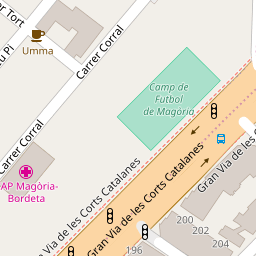 Tort
u Pi
Umma
Carrer Corral
Camp de
Futbol
de Magòria
Carrer Corral
CAP Magòria-
Bordeta
Gran Via de les Corts Catalanes
Gran Via de les Corts Catalanes
Gran Via de les
200
202
204
196